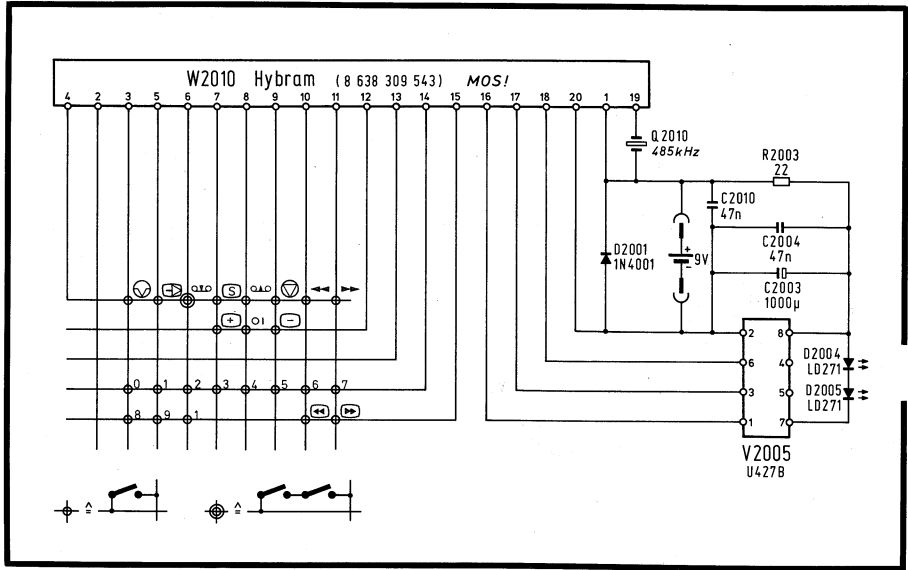 W2010 Hybram (8 638 309 543) MOS!
4 2 3 5 6 7 8 9 10 11 12 13 14 15 16 17 18 20 1 19
Q2010
485kHz
R2003
22
C2010
47n
C2004
47n
C2003
1000µ
D2001
1N4001
+
9V
-
S
+ O I -
0 1 2 3 4 5 6 7
8 9 1.
2 8
6 4
3 5
1 7
D2004
LD271
D2005
LD271
V2005
U427B
≙ ≙